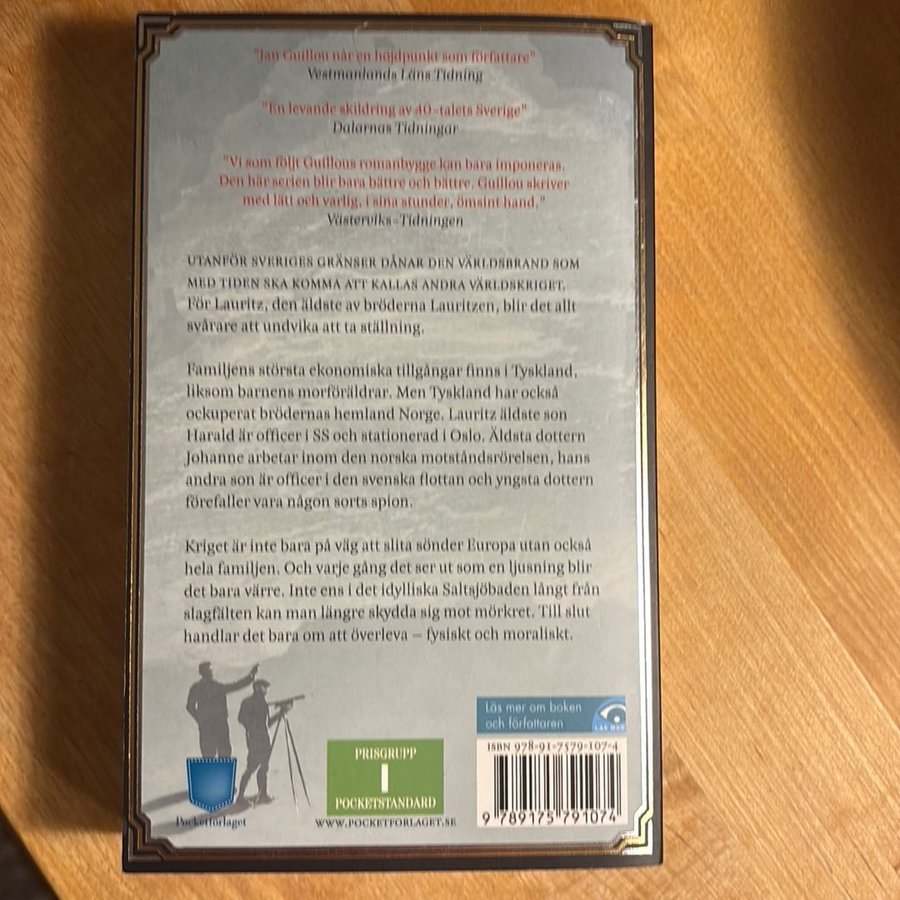 "Jan Guillou når en höjdpunkt som författare"
Vestmanlands Läns Tidning
"En levande skildring av 40-talets Sverige"
Dalarnas Tidningar
"Vi som följt Guillous romanbygge kan bara imponeras.
Den här serien blir bara bättre och bättre. Guillou skriver
med lätt och varlig, i sina stunder, ömsint hand."
Västerviks-Tidningen
UTANFÖR SVERIGES GRÄNSER DÅNAR DEN VÄRLDSBRAND SOM
MED TIDEN SKA KOMMA ATT KALLAS ANDRA VÄRLDSKRIGET.
För Lauritz, den äldste av bröderna Lauritzen, blir det allt
svårare att undvika att ta ställning.
Familjens största ekonomiska tillgångar finns i Tyskland,
liksom barnens morföräldrar. Men Tyskland har också
ockuperat brödernas hemland Norge. Lauritz äldste son
Harald är officer i SS och stationerad i Oslo. Äldsta dottern
Johanne arbetar inom den norska motståndsrörelsen, hans
andra son är officer i den svenska flottan och yngsta dottern
förefaller vara någon sorts spion.
Kriget är inte bara på väg att slita sönder Europa utan också
hela familjen. Och varje gång det ser ut som en ljusning blir
det bara värre. Inte ens i det idylliska Saltsjöbaden långt från
slagfälten kan man längre skydda sig mot mörkret. Till slut
handlar det bara om att överleva – fysiskt och moraliskt.
Läs mer om boken
och författaren
LÄS MER
ISBN 978-91-7579-107-4
9 789175 791074
PRISGRUPP
1
POCKETSTANDARD
Pocketförlaget
WWW.POCKETFORLAGET.SE